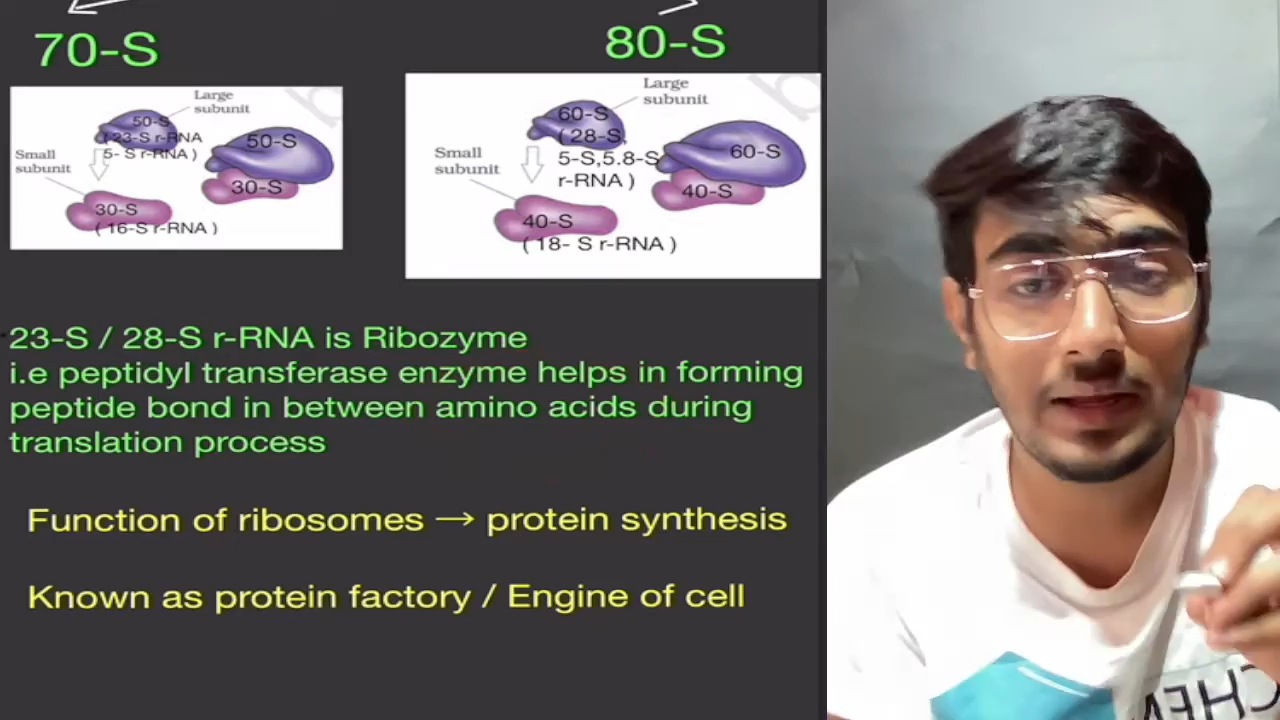 70-S
80-S
Large
subunit
50-S
( 23-S r-RNA
5- S r-RNA )
Small
subunit
30-S
( 16-S r-RNA )
50-S
30-S
Large
subunit
60-S
( 28-S,
5-S,5.8-S
r-RNA )
Small
subunit
40-S
( 18- S r-RNA )
60-S
40-S
23-S / 28-S r-RNA is Ribozyme
i.e peptidyl transferase enzyme helps in forming
peptide bond in between amino acids during
translation process
Function of ribosomes → protein synthesis
Known as protein factory / Engine of cell